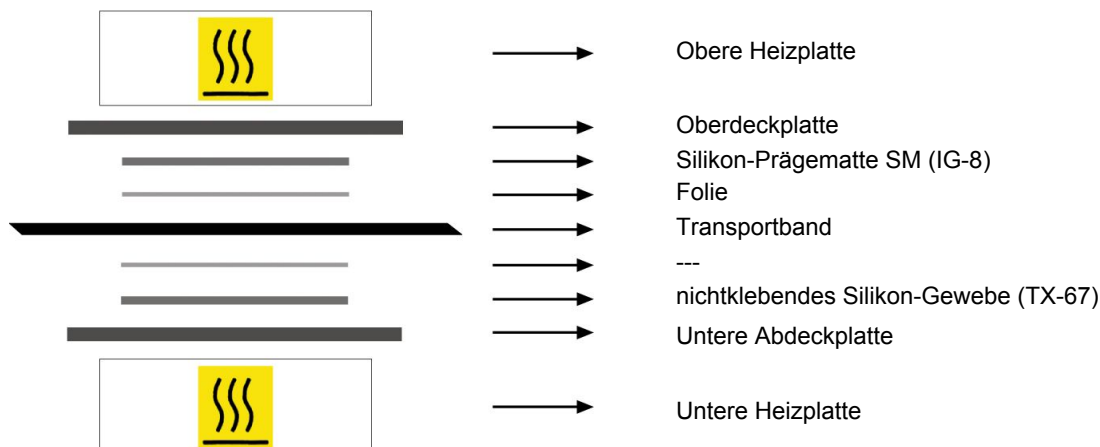 Obere Heizplatte
Oberdeckplatte
Silikon-Prägematte SM (IG-8)
Folie
Transportband
---
nichtklebendes Silikon-Gewebe (TX-67)
Untere Abdeckplatte
Untere Heizplatte